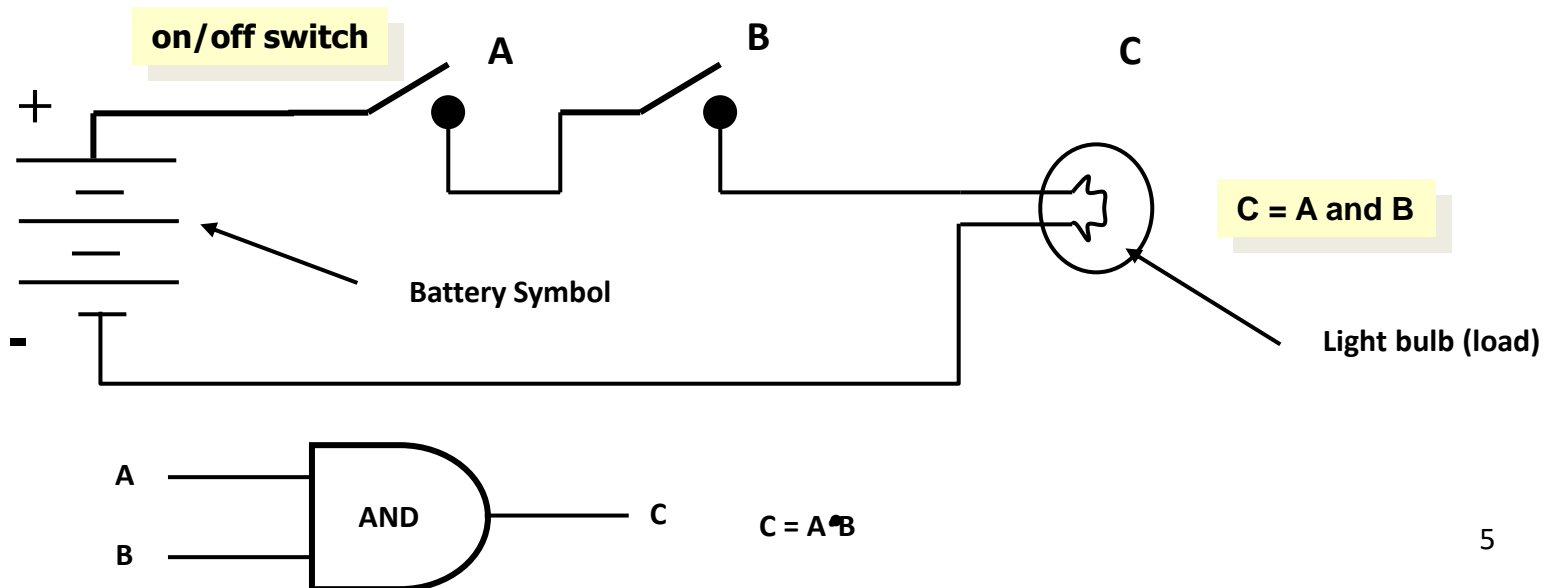 on/off switch
A
B
C
+
C = A and B
Battery Symbol
-
Light bulb (load)
A
AND
C
C = A•B
B
5